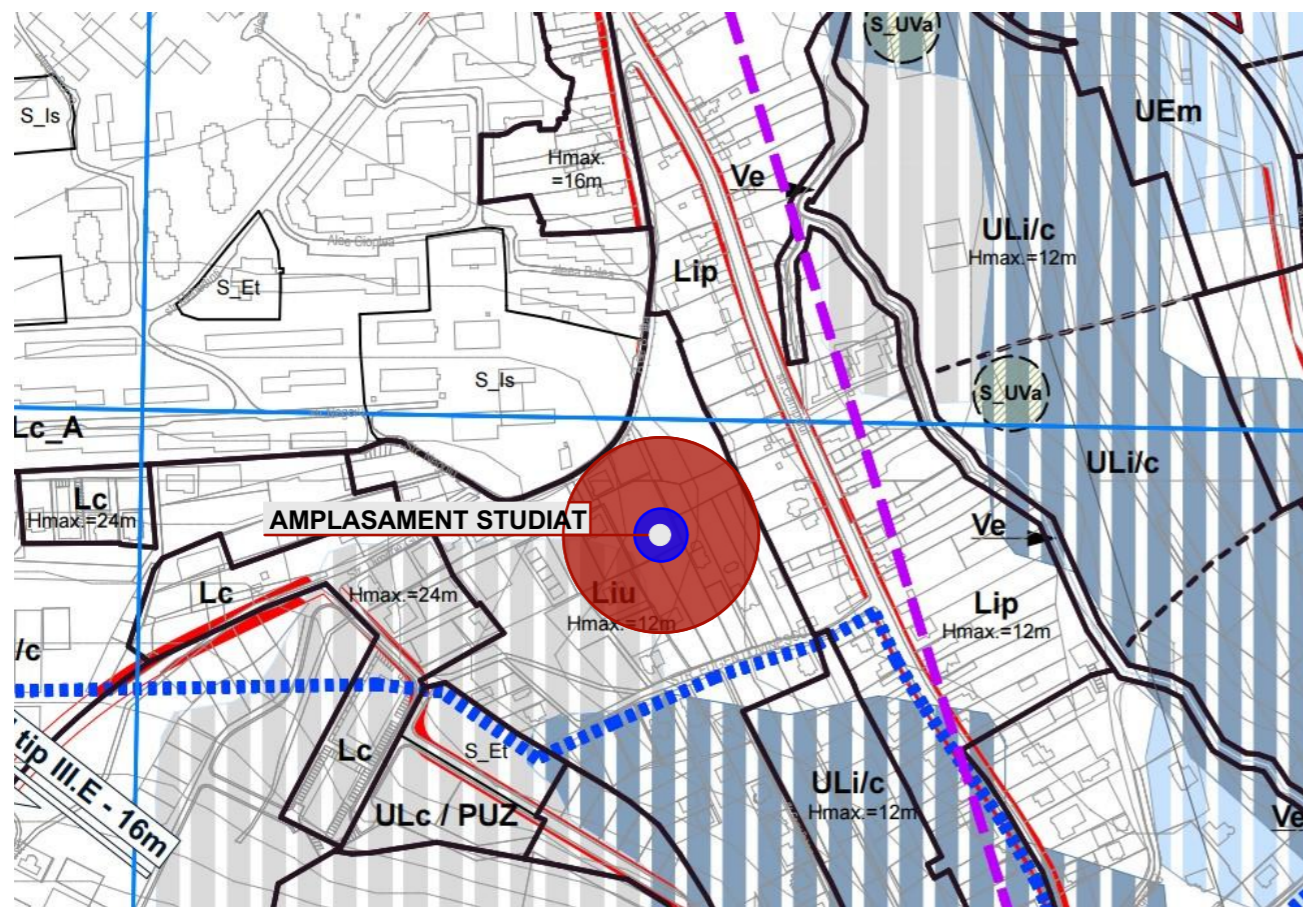 S_UVa
S_Is
UEm
Hmax.
=16m
Ve
ULi/c
Hmax.=12m
Lip
S_Et
S_Is
S_UVa
Lc_A
ULi/c
Lc
Hmax.=24m
AMPLASAMENT STUDIAT
Ve
Lc
Hmax.=24m
Liu
Hmax.=12m
Lip
Hmax.=12m
/c
tip III.E - 16m
Lc
S_Et
ULi/c
Hmax.=12m
ULc / PUZ
Ve